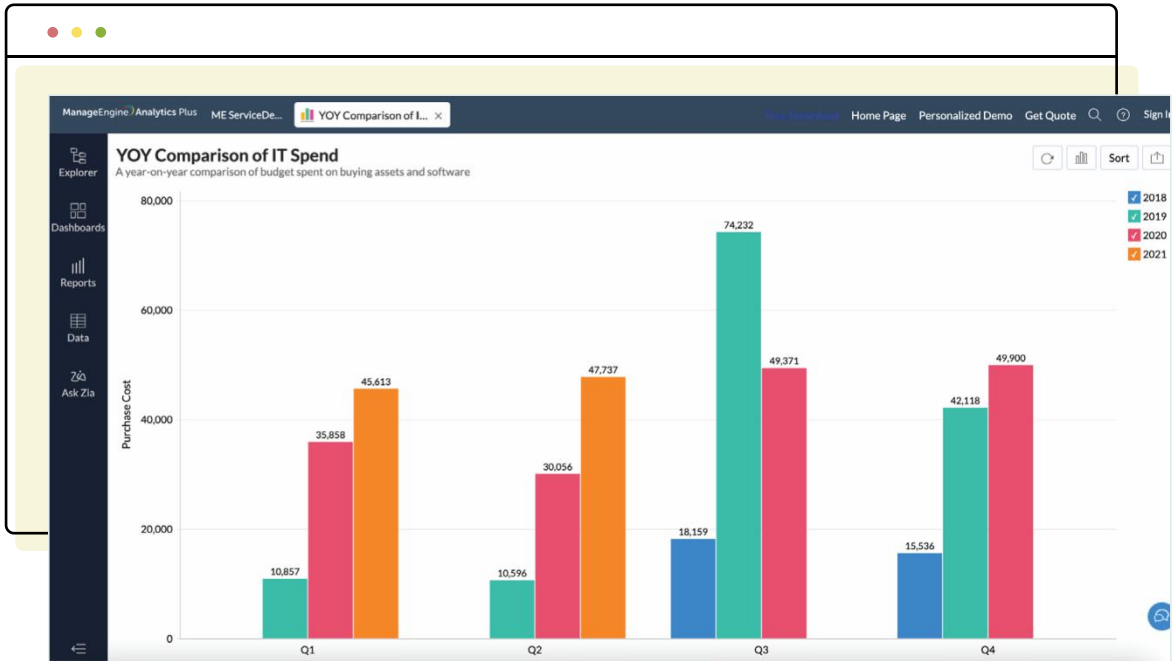 ManageEngine Analytics Plus ME ServiceDe... YOY Comparison of I... × Home Page Personalized Demo Get Quote Sign
YOY Comparison of IT Spend
Sort
A year-on-year comparison of budget spent on buying assets and software
Explorer
Dashboards
Reports
Data
Ask Zia
Purchase Cost
80,000
60,000
40,000
20,000
0
10,857
35,858
45,613
10,596
30,056
47,737
18,159
74,232
49,371
15,536
42,118
49,900
Q1 Q2 Q3 Q4
2018
2019
2020
2021